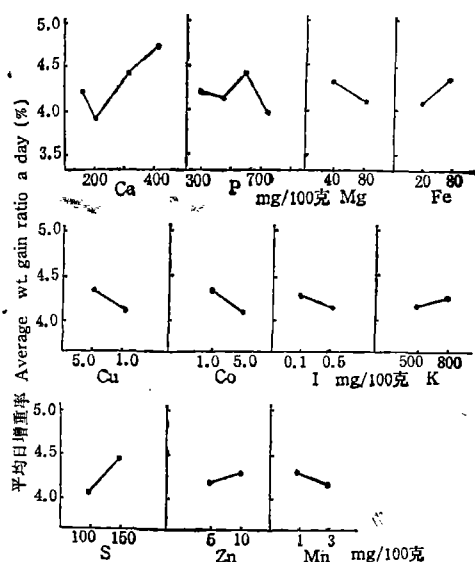 平均日增重率 Average wt. gain ratio a day (%)
5.0
4.5
4.0
3.5
200 400 300 700 40 80 20 80
Ca P mg/100克 Mg Fe
4.5
4.0
5.0 1.0 1.0 5.0 0.1 0.5 500 800
Cu Co I mg/100克 K
5.0
4.5
4.0
100 150 5 10 1 3
S Zn Mn mg/100克